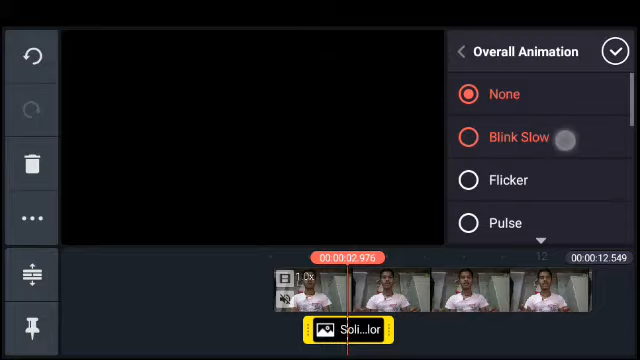 Overall Animation
None
Blink Slow
Flicker
Pulse
12
00:00:02.976
00:00:12.549
1.0x
Soli...lor